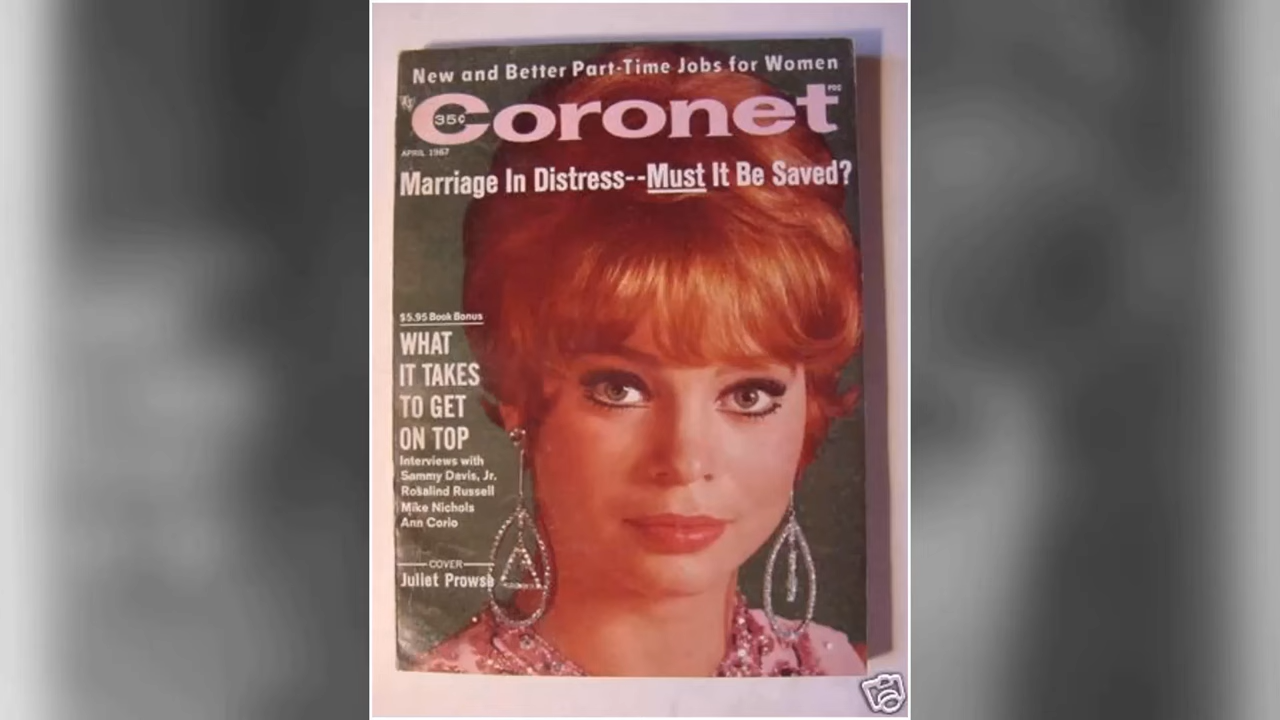 New and Better Part-Time Jobs for Women
35¢
Coronet
PDC
APRIL 1967
Marriage In Distress--Must It Be Saved?
$5.95 Book Bonus
WHAT
IT TAKES
TO GET
ON TOP
Interviews with
Sammy Davis, Jr.
Rosalind Russell
Mike Nichols
Ann Corio
COVER
Juliet Prowse